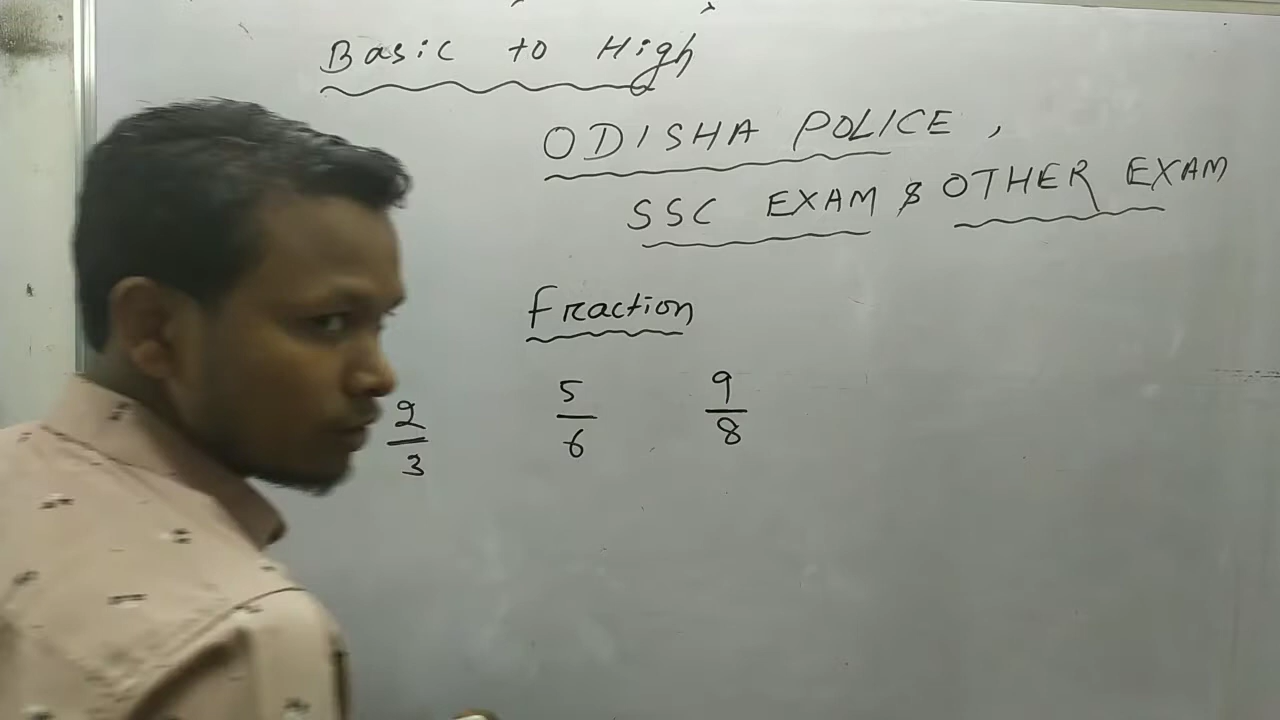 Basic to High
ODISHA POLICE,
SSC EXAM & OTHER EXAM
Fraction
2/3 5/6 9/8